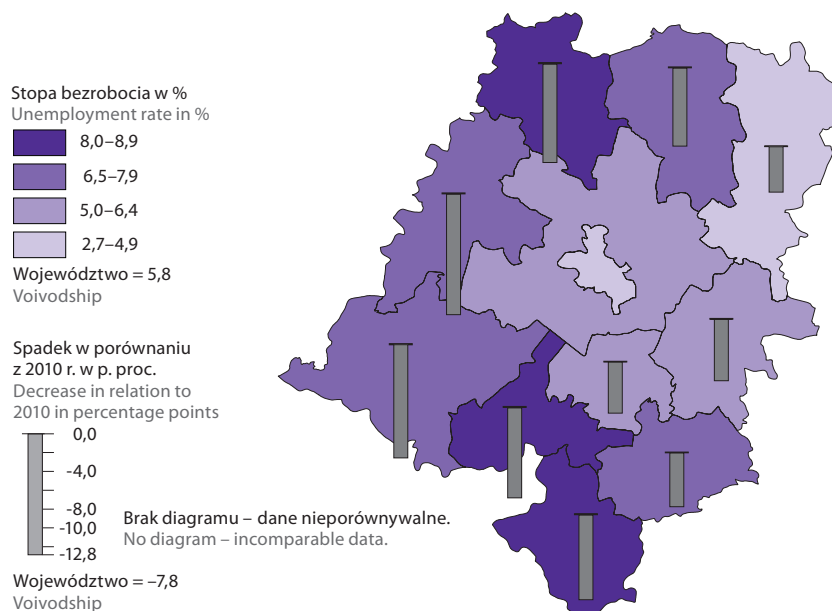 Stopa bezrobocia w %
Unemployment rate in %
8,0–8,9
6,5–7,9
5,0–6,4
2,7–4,9
Województwo = 5,8
Voivodship
Spadek w porównaniu
z 2010 r. w p. proc.
Decrease in relation to
2010 in percentage points
0,0
-4,0
-8,0
-10,0
-12,8
Brak diagramu – dane nieporównywalne.
No diagram – incomparable data.
Województwo = –7,8
Voivodship